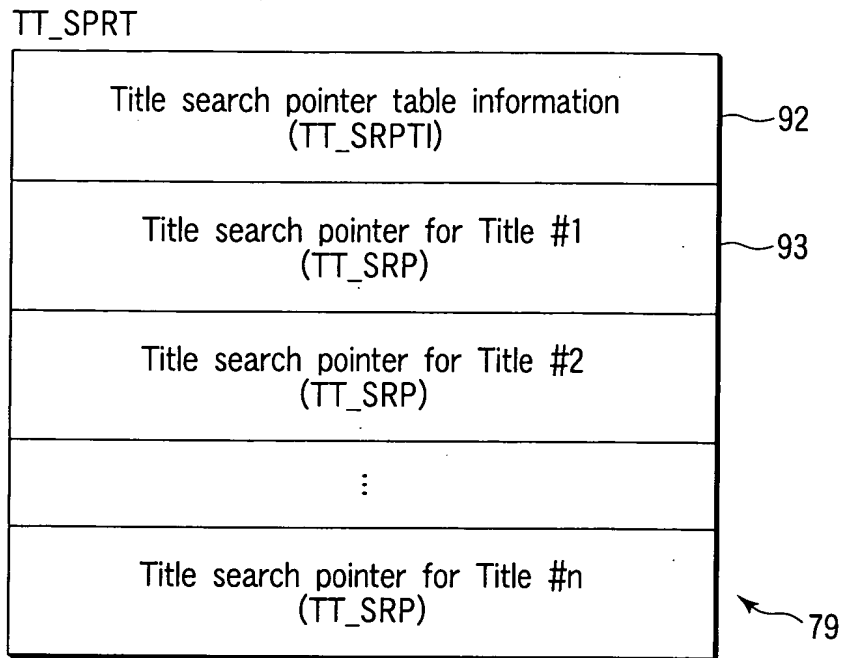 TT_SPRT
Title search pointer table information
(TT_SRPTI)
92
Title search pointer for Title #1
(TT_SRP)
93
Title search pointer for Title #2
(TT_SRP)
⋮
Title search pointer for Title #n
(TT_SRP)
79